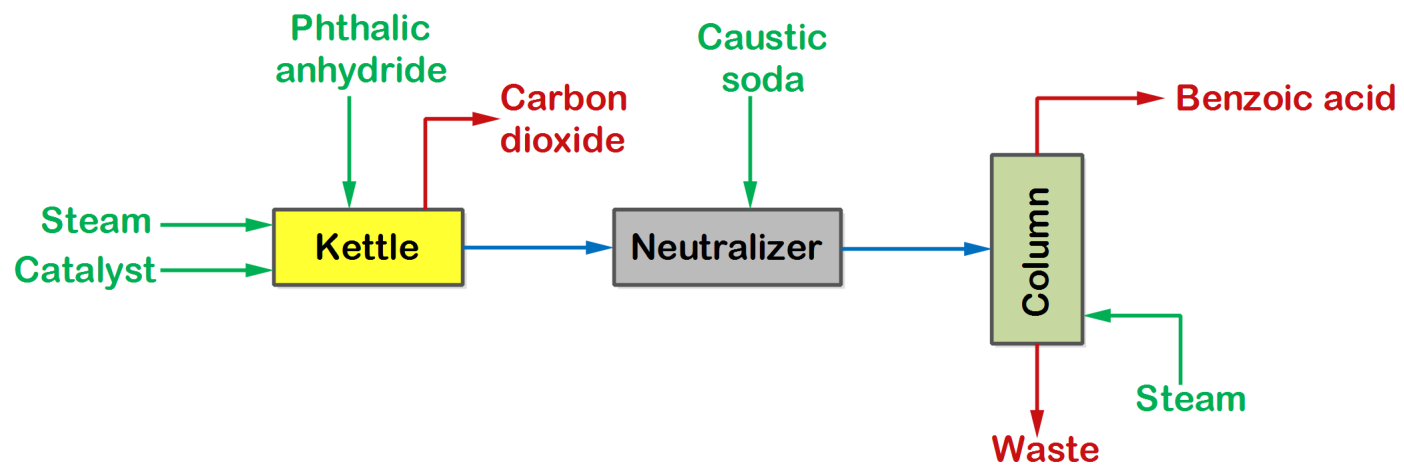 Phthalic
anhydride
Caustic
soda
Carbon
dioxide
Benzoic acid
Steam
Catalyst
Kettle
Neutralizer
Column
Steam
Waste